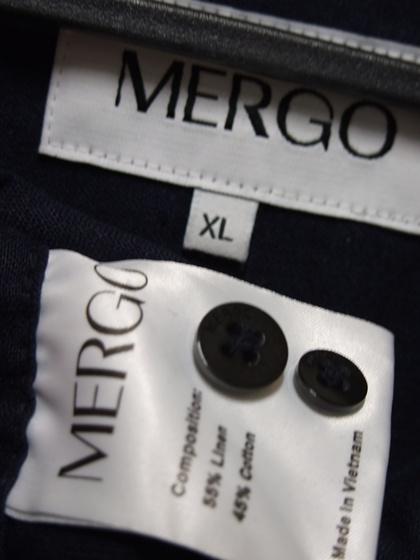 MERGO
XL
MERGO
Composition:
55% Linen
45% Cotton
Made In Vietnam